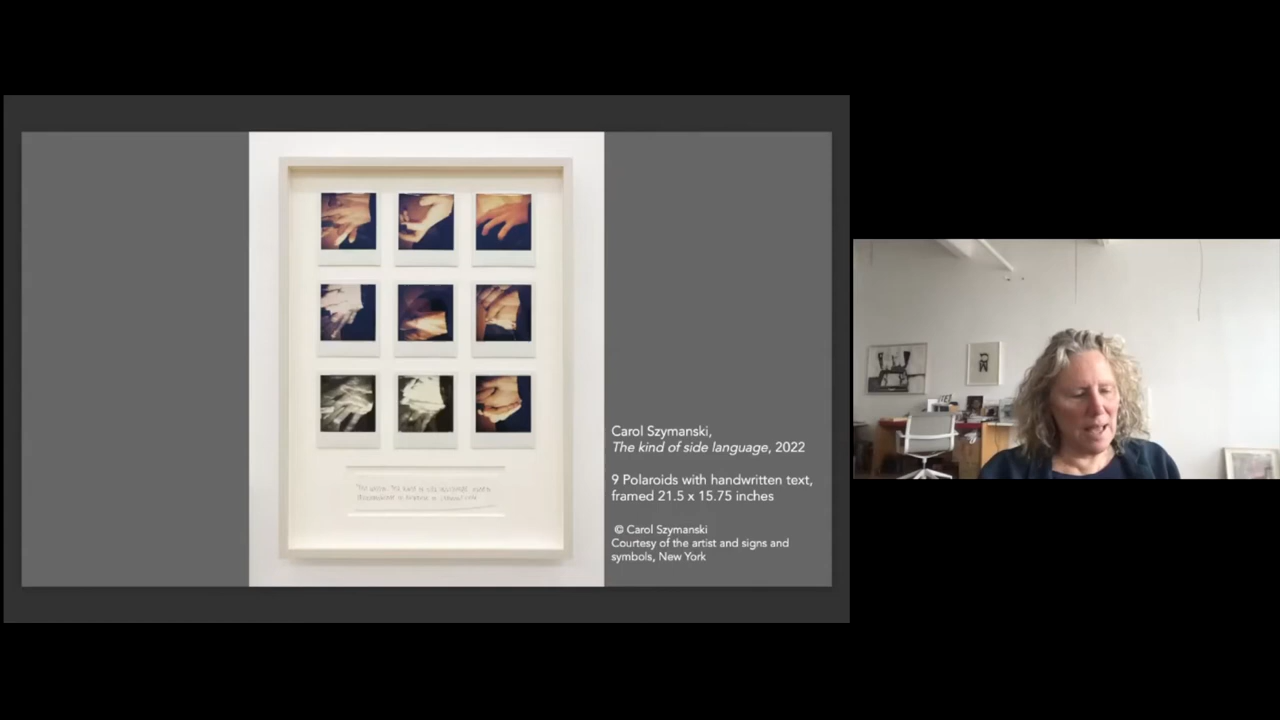 Carol Szymanski,
The kind of side language, 2022
9 Polaroids with handwritten text,
framed 21.5 x 15.75 inches
© Carol Szymanski
Courtesy of the artist and signs and
symbols, New York